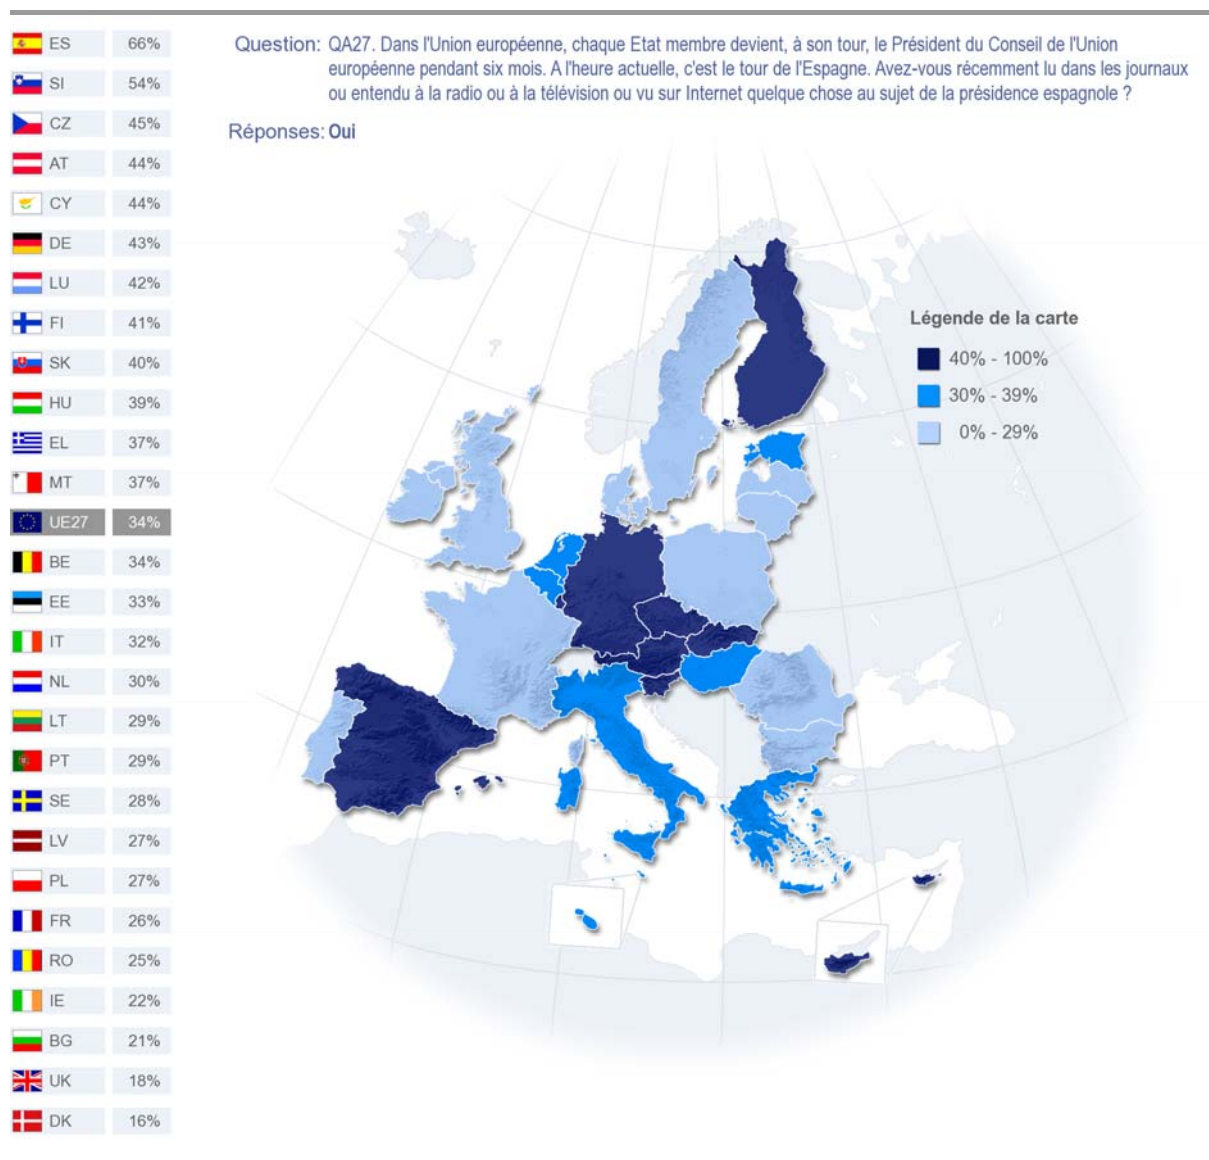 ES 66%
SI 54%
CZ 45%
AT 44%
CY 44%
DE 43%
LU 42%
FI 41%
SK 40%
HU 39%
EL 37%
MT 37%
UE27 34%
BE 34%
EE 33%
IT 32%
NL 30%
LT 29%
PT 29%
SE 28%
LV 27%
PL 27%
FR 26%
RO 25%
IE 22%
BG 21%
UK 18%
DK 16%
Question: QA27. Dans l'Union européenne, chaque Etat membre devient, à son tour, le Président du Conseil de l'Union
européenne pendant six mois. A l'heure actuelle, c'est le tour de l'Espagne. Avez-vous récemment lu dans les journaux
ou entendu à la radio ou à la télévision ou vu sur Internet quelque chose au sujet de la présidence espagnole ?
Réponses: Oui
Légende de la carte
40% - 100%
30% - 39%
0% - 29%